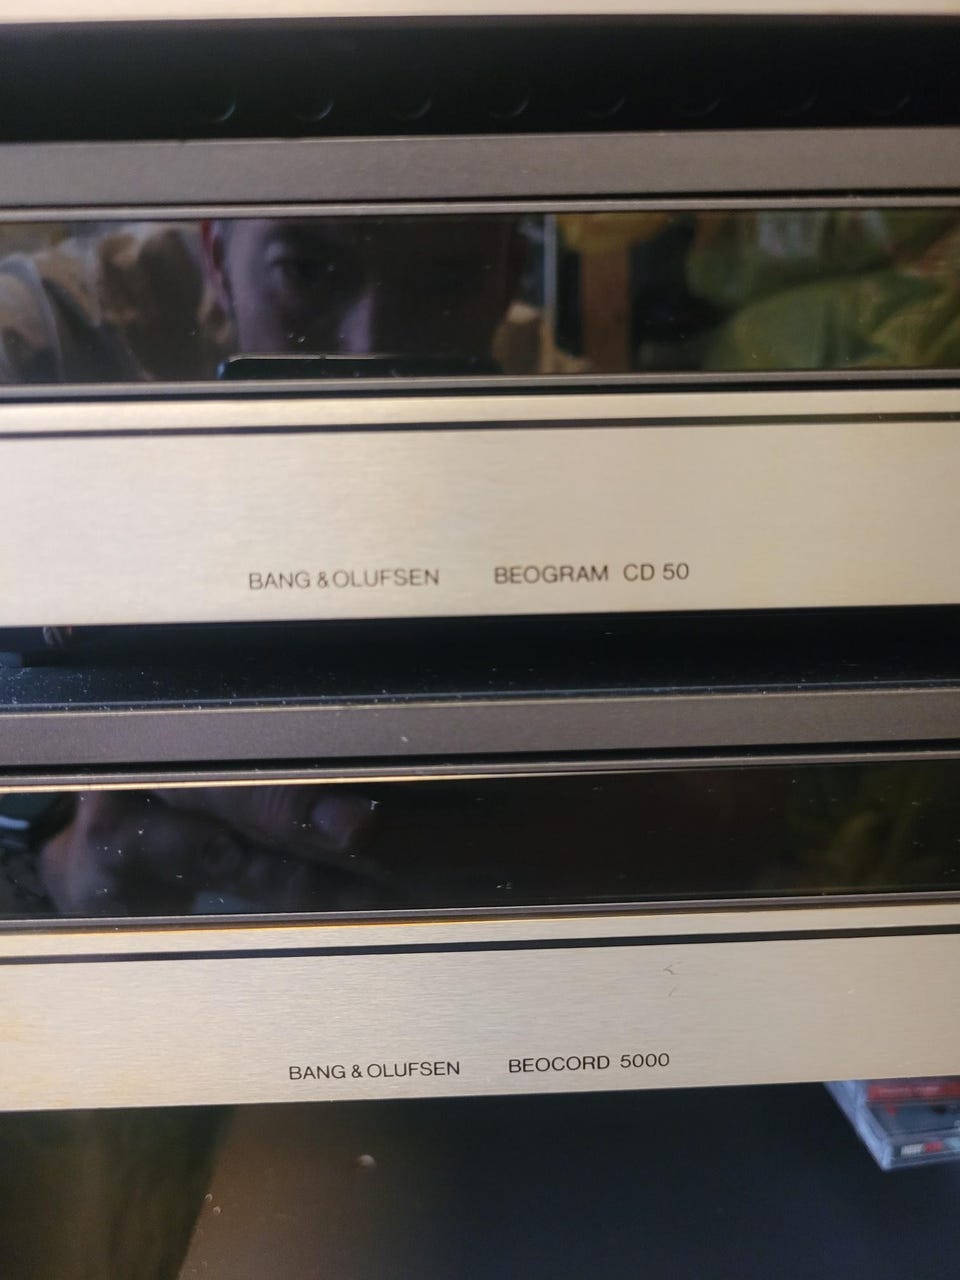 BANG & OLUFSEN BEOGRAM CD 50
BANG & OLUFSEN BEOCORD 5000